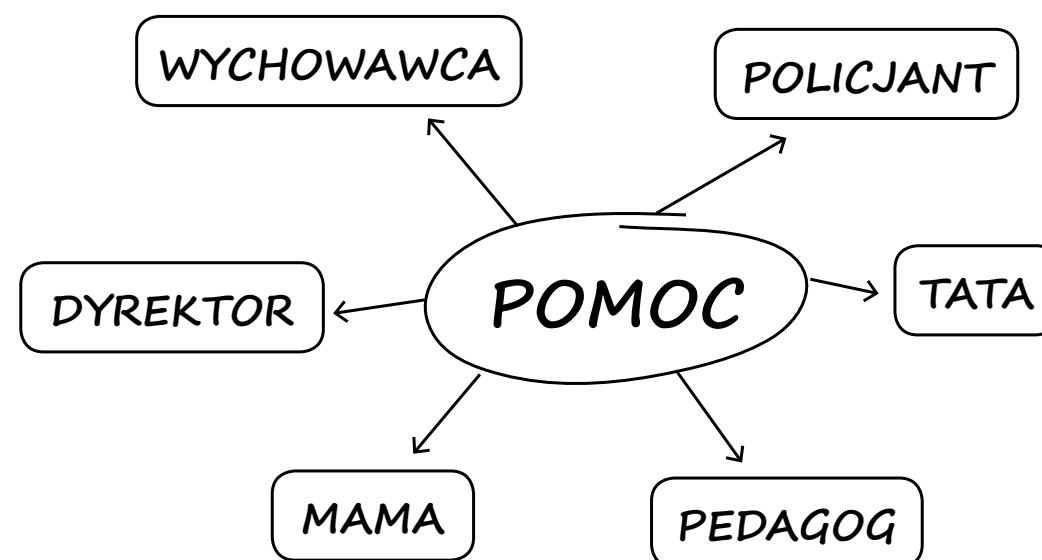 WYCHOWAWCA
POLICJANT
DYREKTOR
POMOC
TATA
MAMA
PEDAGOG